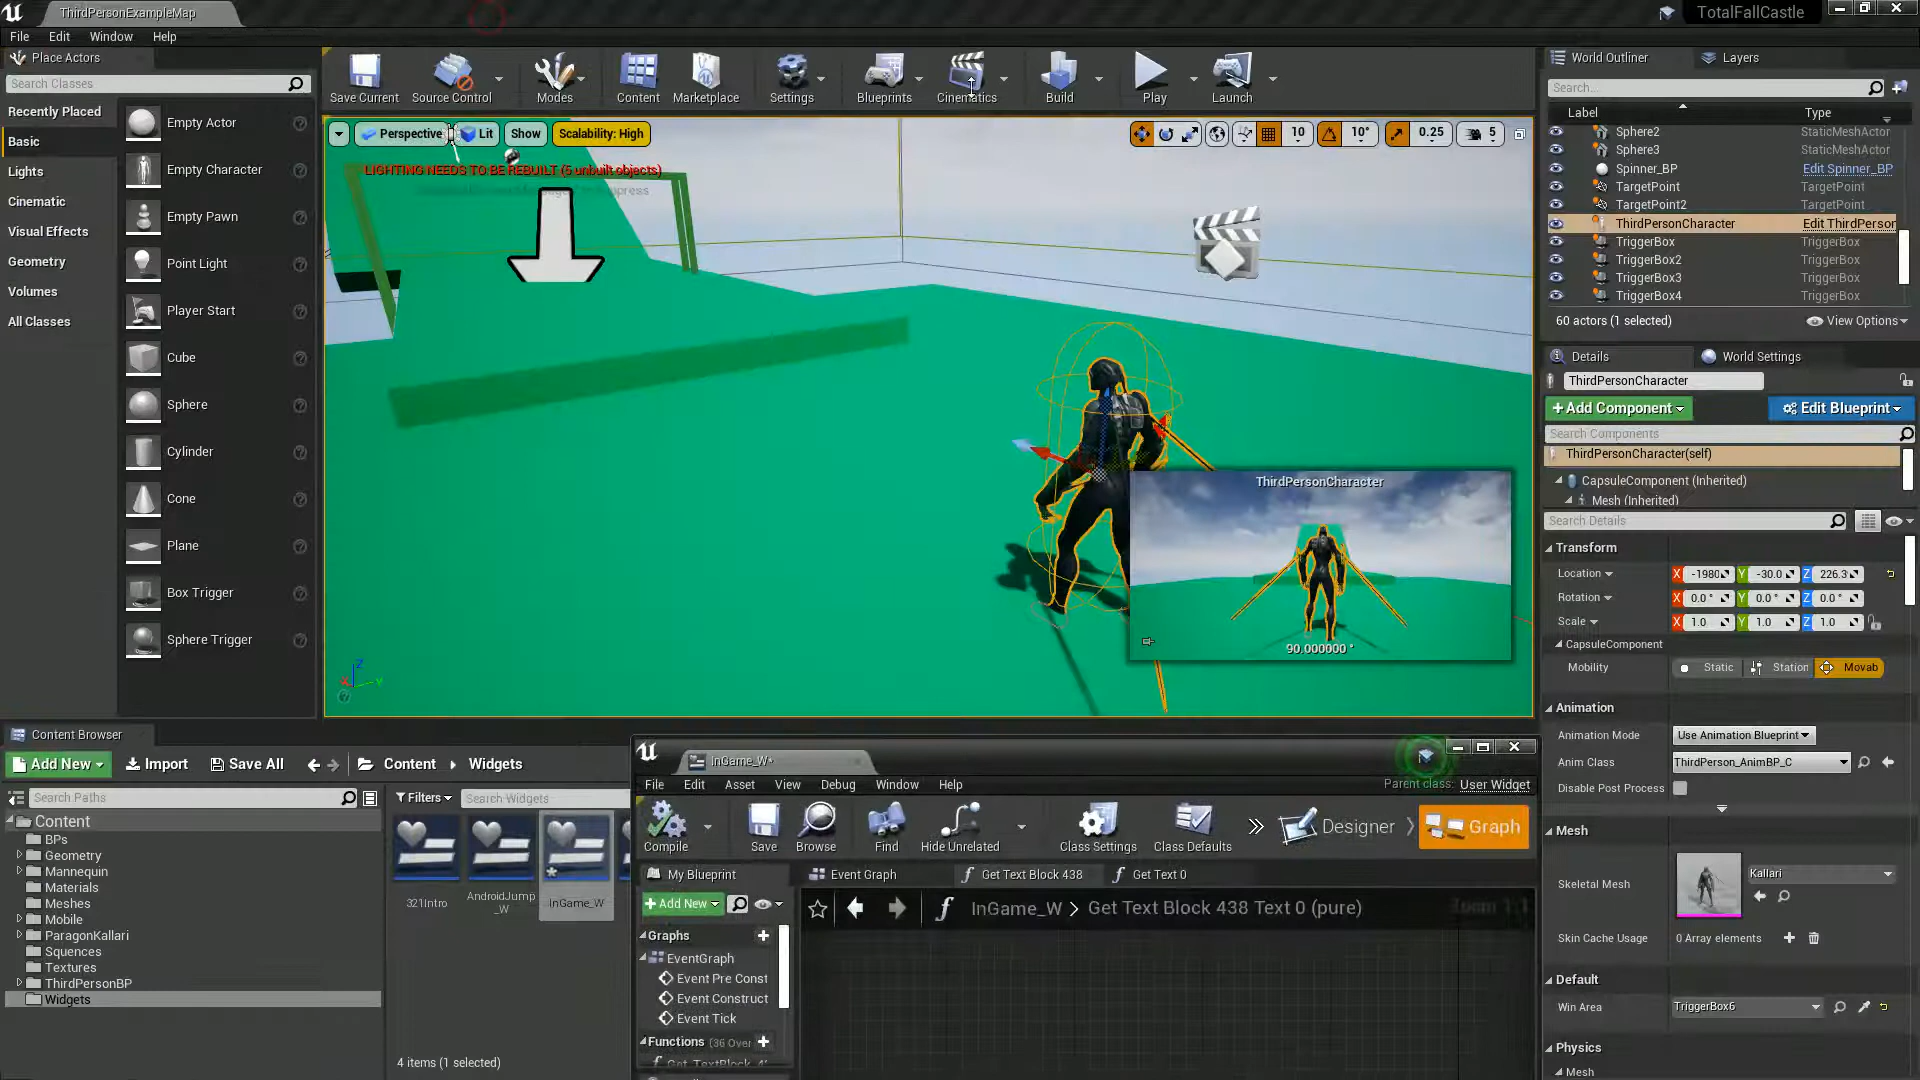 ThirdPersonExampleMap
TotalFallCastle
File Edit Window Help
Place Actors
Search Classes
Recently Placed
Basic
Lights
Cinematic
Visual Effects
Geometry
Volumes
All Classes
Empty Actor
Empty Character
Empty Pawn
Point Light
Player Start
Cube
Sphere
Cylinder
Cone
Plane
Box Trigger
Sphere Trigger
Save Current
Source Control
Modes
Content
Marketplace
Settings
Blueprints
Cinematics
Build
Play
Launch
Perspective
Lit
Show
Scalability: High
10
10°
0.25
5
LIGHTING NEEDS TO BE REBUILT (5 unbuilt objects)
ThirdPersonCharacter
90.000000 °
World Outliner
Layers
Search...
Label
Type
Sphere2 StaticMeshActor
Sphere3 StaticMeshActor
Spinner_BP Edit Spinner_BP
TargetPoint TargetPoint
TargetPoint2 TargetPoint
ThirdPersonCharacter Edit ThirdPerson
TriggerBox TriggerBox
TriggerBox2 TriggerBox
TriggerBox3 TriggerBox
TriggerBox4 TriggerBox
60 actors (1 selected)
View Options
Details
World Settings
ThirdPersonCharacter
+Add Component
Edit Blueprint
Search Components
ThirdPersonCharacter(self)
CapsuleComponent (Inherited)
Mesh (Inherited)
Search Details
Transform
Location X -1980 Y -30.0 Z 226.3
Rotation X 0.0 ° Y 0.0 ° Z 0.0 °
Scale X 1.0 Y 1.0 Z 1.0
CapsuleComponent
Mobility Static Station Movab
Animation
Animation Mode Use Animation Blueprint
Anim Class ThirdPerson_AnimBP_C
Disable Post Process
Mesh
Skeletal Mesh Kallari
Skin Cache Usage 0 Array elements
Default
Win Area TriggerBox6
Physics
Mesh
Content Browser
Add New
Import
Save All
Content
Widgets
Search Paths
Filters
Search Widgets
Content
BPs
Geometry
Mannequin
Materials
Meshes
Mobile
ParagonKallari
Squences
Textures
ThirdPersonBP
Widgets
321Intro
AndroidJump
_W
InGame_W
4 items (1 selected)
InGame_W*
File Edit Asset View Debug Window Help
Parent class: User Widget
Compile
Save
Browse
Find
Hide Unrelated
Class Settings
Class Defaults
Designer
Graph
My Blueprint
Event Graph
Get Text Block 438
Get Text 0
+Add New
InGame_W > Get Text Block 438 Text 0 (pure)
Zoom 1:1
Graphs
EventGraph
Event Pre Const
Event Construct
Event Tick
Functions (36 Over